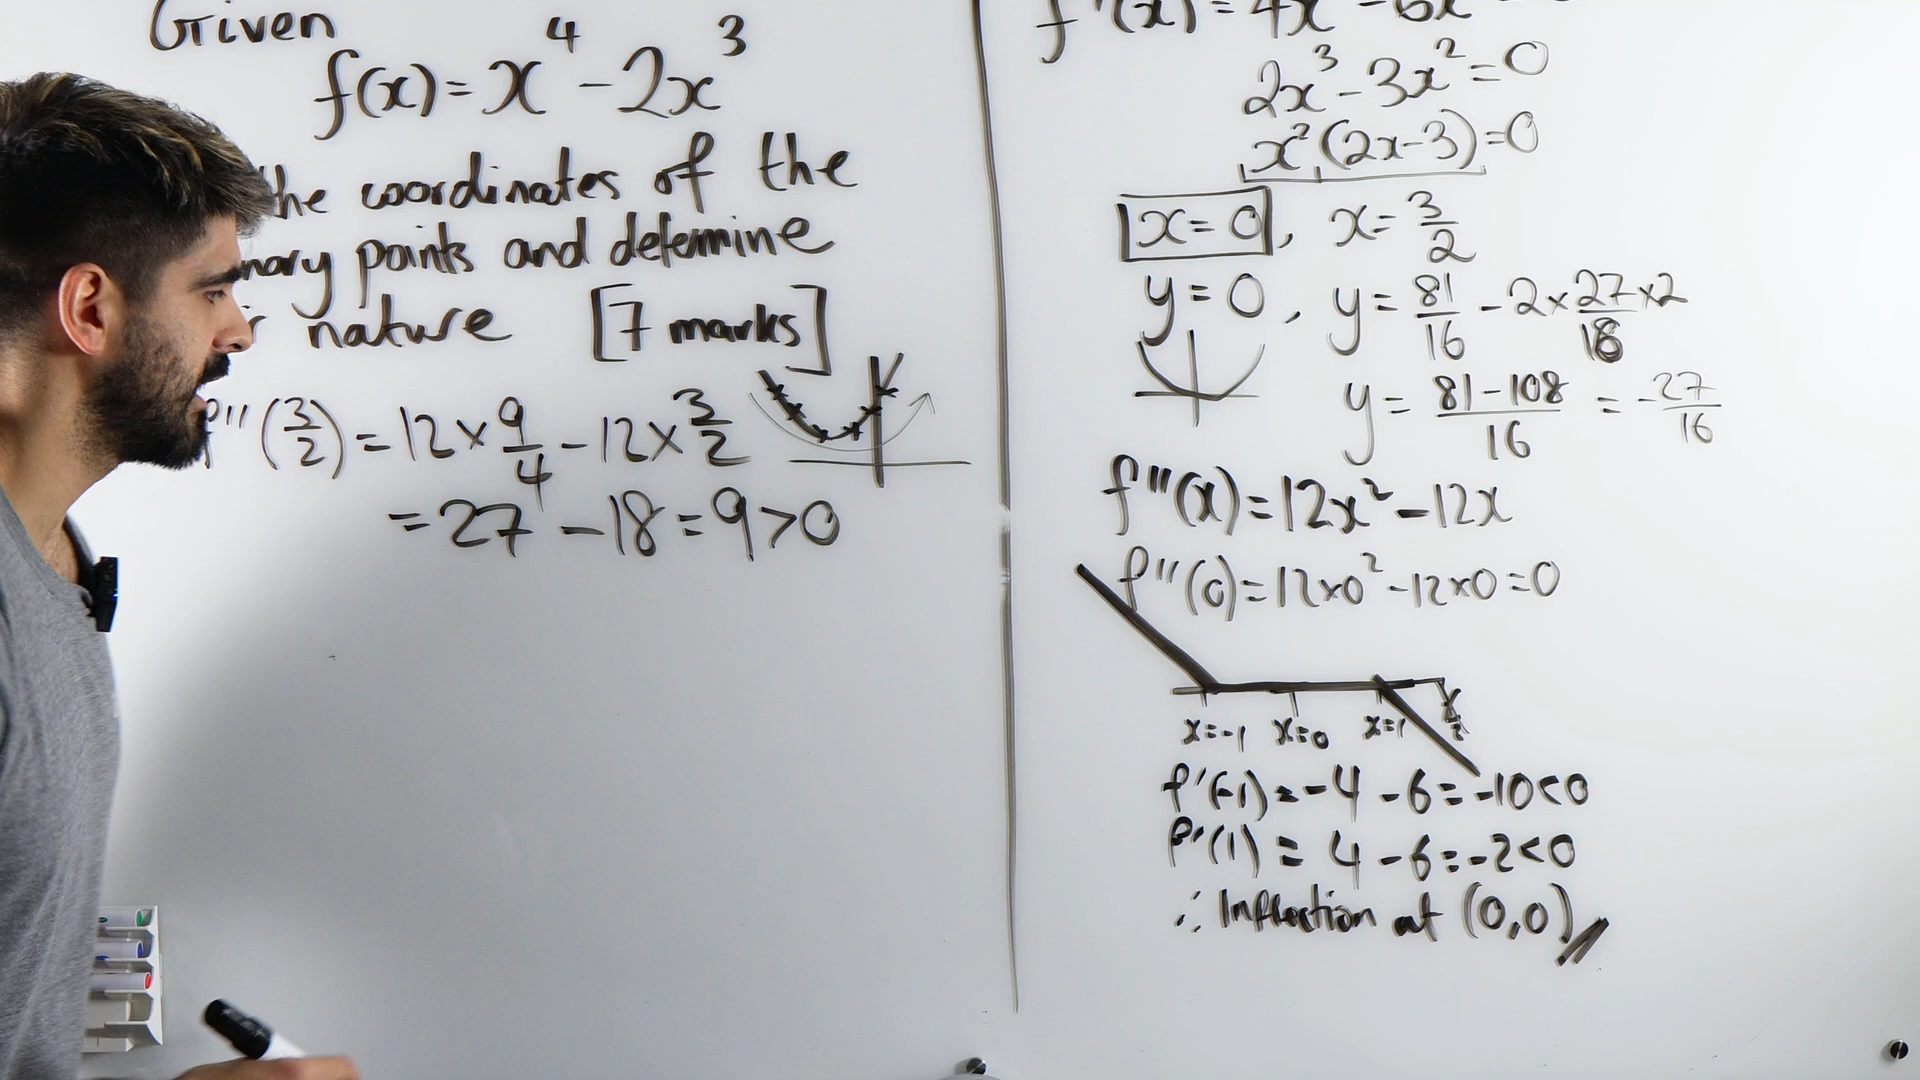 Given
f(x) = x⁴ - 2x³
the coordinates of the
nary points and determine
r nature [7 marks]
f''(3/2) = 12 × 9/4 - 12 × 3/2
= 27 - 18 = 9 > 0
f'(x) = 4x - 6x
2x³ - 3x² = 0
x²(2x-3) = 0
x = 0, x = 3/2
y = 0, y = 81/16 - 2 × 27×2/16
y = 81-108/16 = -27/16
f''(x) = 12x² - 12x
f''(0) = 12×0² - 12×0 = 0
x=-1 x=0 x=1
f'(-1) = -4 - 6 = -10 < 0
f'(1) = 4 - 6 = -2 < 0
∴ Inflection at (0,0)